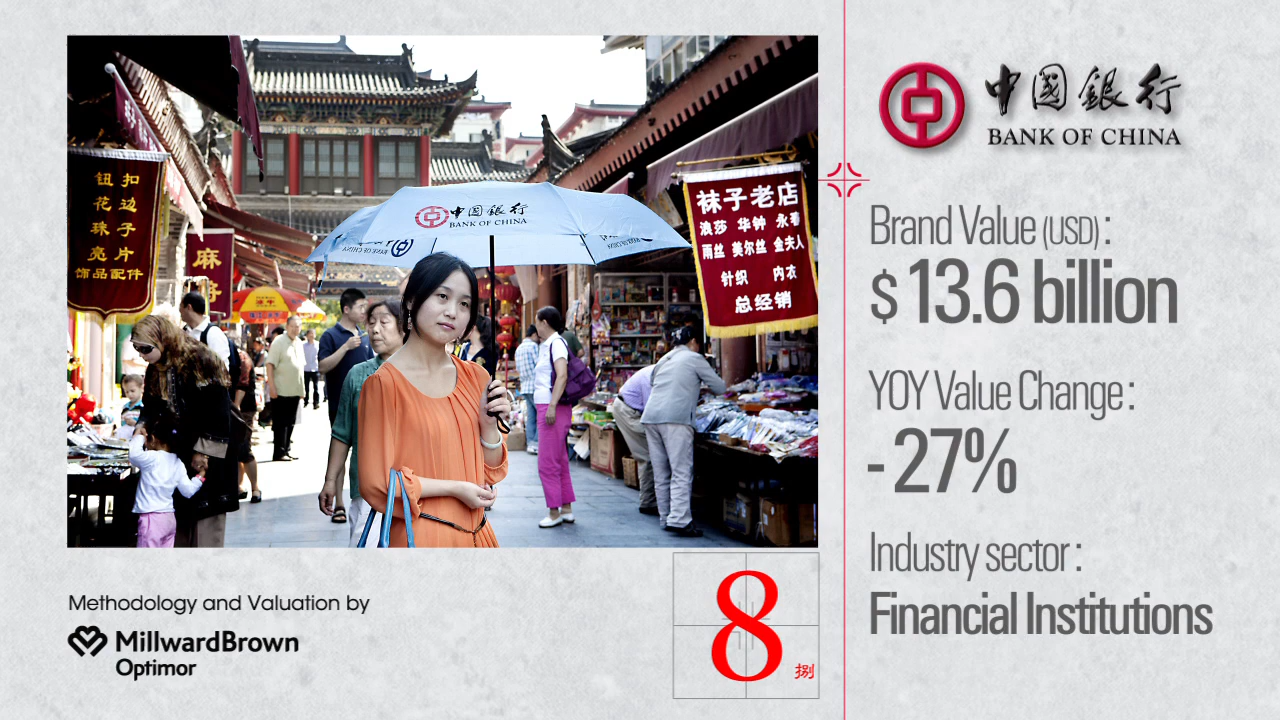 钮扣
花边
珠子
亮片
饰品配件
麻
中国銀行
BANK OF CHINA
袜子老店
浪莎 华钟 永春
雨丝 美尔丝 金夫人
针织 内衣
总经销
中国銀行
BANK OF CHINA
Brand Value (USD) :
$ 13.6 billion
YOY Value Change :
- 27%
Industry sector :
Financial Institutions
Methodology and Valuation by
MillwardBrown
Optimor
8
捌